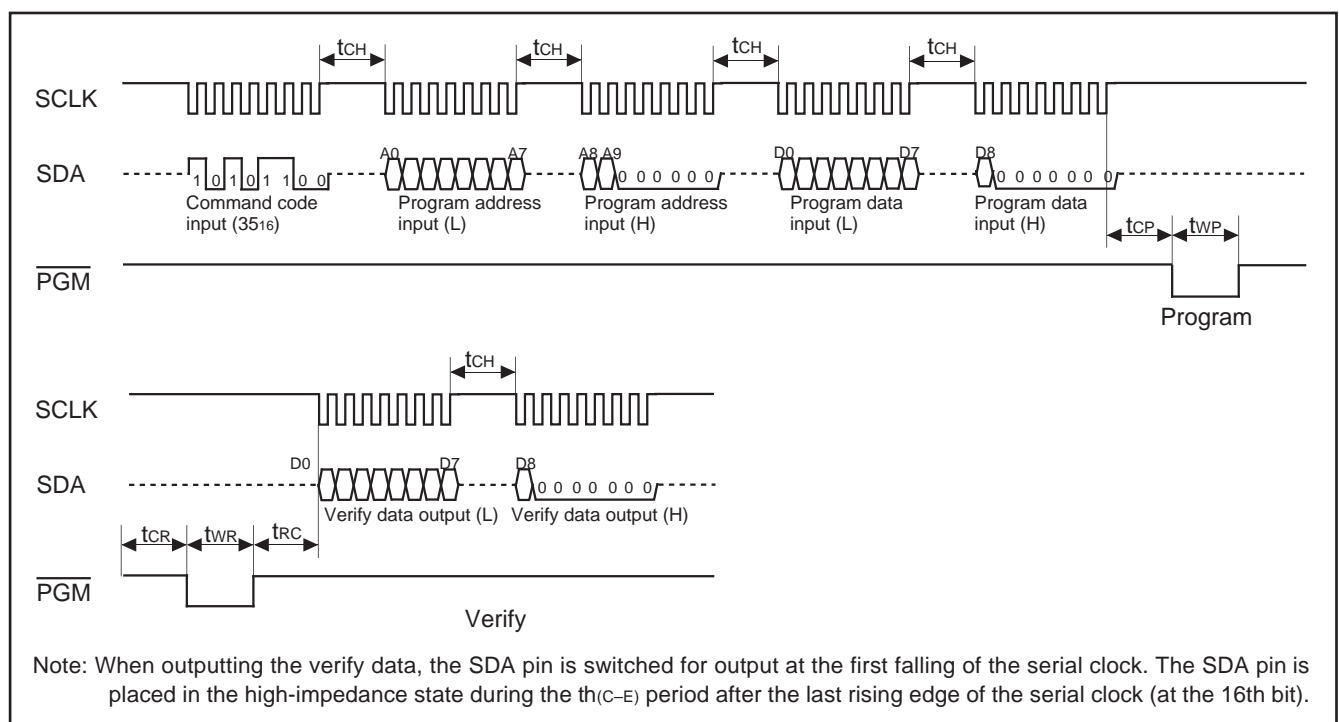 tCH tCH tCH tCH
SCLK
A0 A7 A8 A9 D0 D7 D8
SDA
1 0 1 0 1 1 0 0 0 0 0 0 0 0 0 0 0 0 0 0 0
Command code input (35₁₆)
Program address input (L)
Program address input (H)
Program data input (L)
Program data input (H)
tCP tWP
PGM
Program
tCH
SCLK
D0 D7 D8
SDA
0 0 0 0 0 0 0
Verify data output (L) Verify data output (H)
tCR tWR tRC
PGM
Verify
Note: When outputting the verify data, the SDA pin is switched for output at the first falling of the serial clock. The SDA pin is
placed in the high-impedance state during the th(C–E) period after the last rising edge of the serial clock (at the 16th bit).